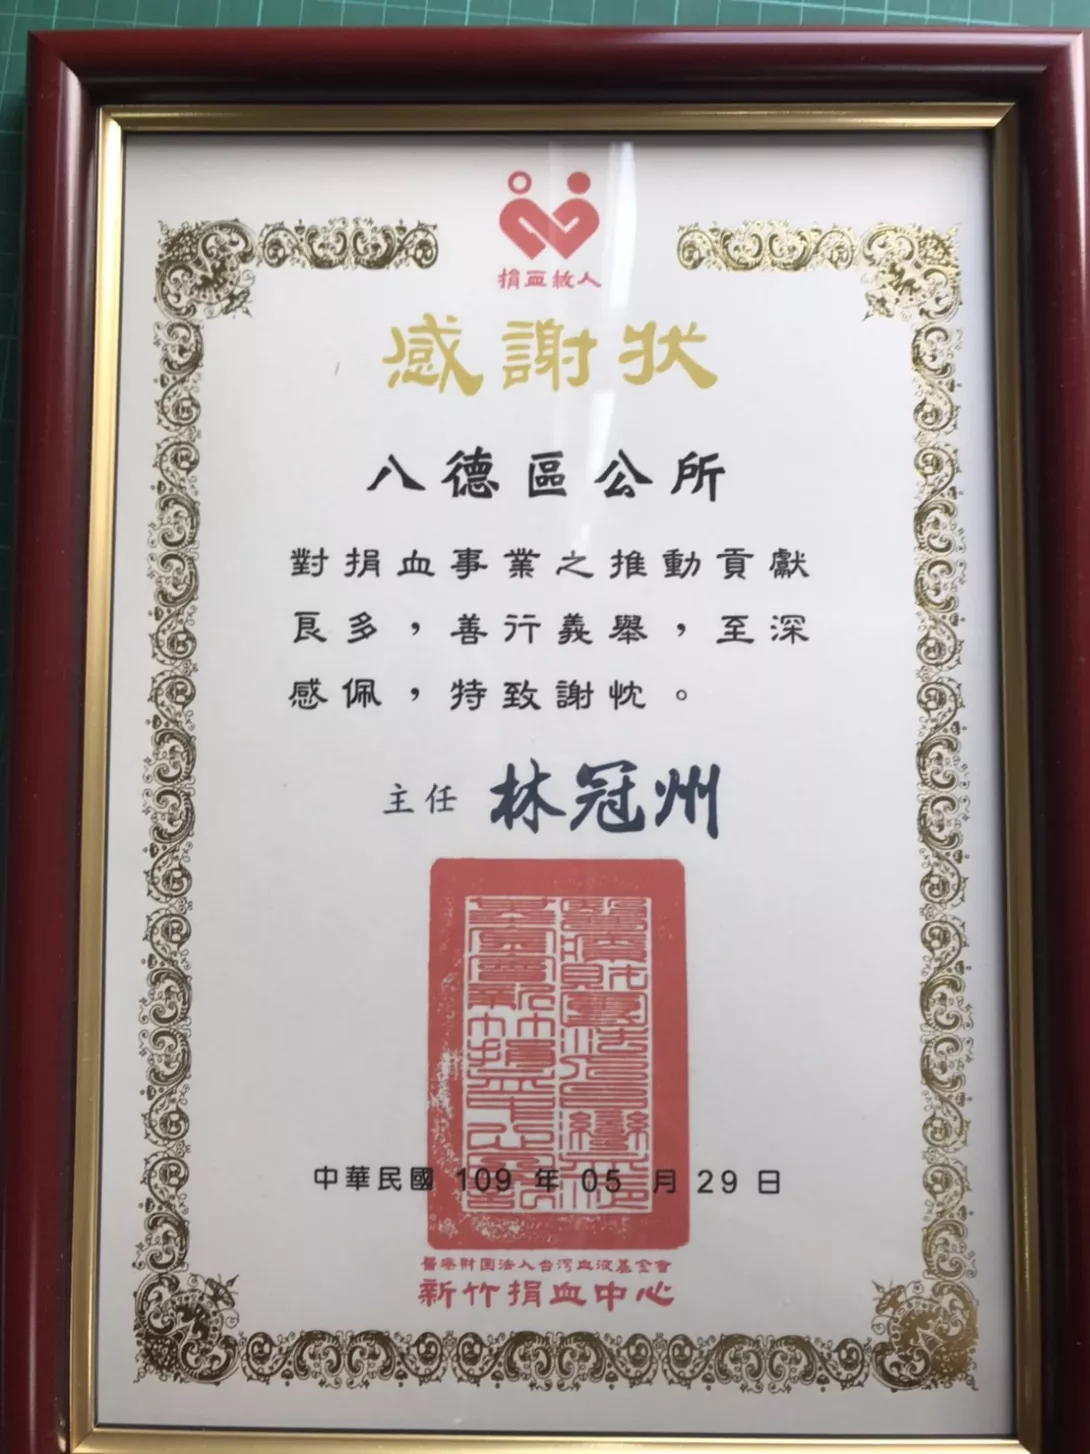 捐血救人
感謝狀
八德區公所
對捐血事業之推動貢獻
良多，善行義舉，至深
感佩，特致謝忱。
主任 林冠州
中華民國 109 年 05 月 29 日
醫療財團法人台灣血液基金會
新竹捐血中心